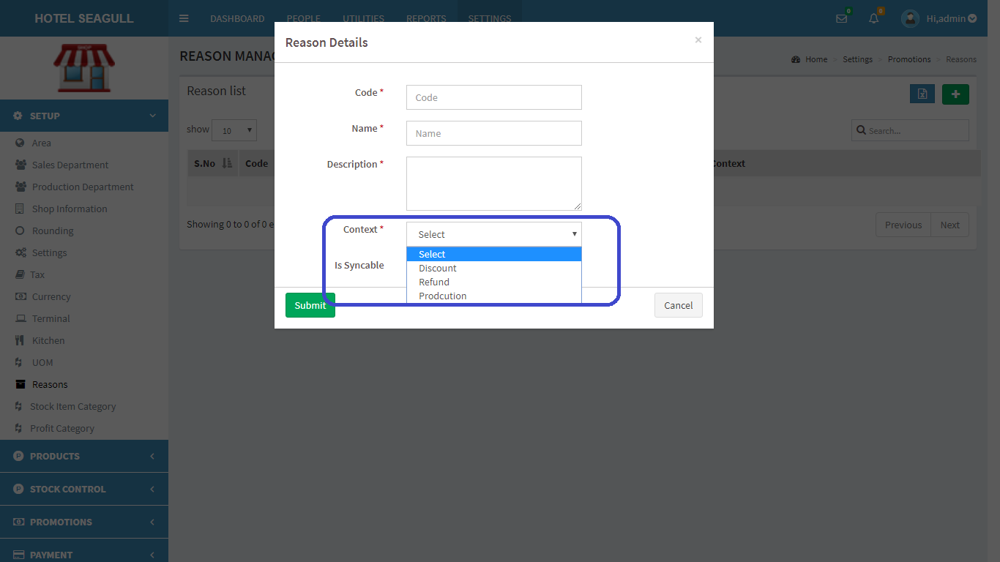 HOTEL SEAGULL
DASHBOARD PEOPLE UTILITIES REPORTS SETTINGS
0 0 Hi,admin
SHOP
SETUP
Area
Sales Department
Production Department
Shop Information
Rounding
Settings
Tax
Currency
Terminal
Kitchen
UOM
Reasons
Stock Item Category
Profit Category
PRODUCTS
STOCK CONTROL
PROMOTIONS
PAYMENT
REASON MANA
Home > Settings > Promotions > Reasons
Reason list
show 10
Search...
S.No Code Context
Showing 0 to 0 of 0 e
Previous Next
Reason Details ×
Code *
Code
Name *
Name
Description *
Context *
Select
Select
Discount
Refund
Prodcution
Is Syncable
Submit
Cancel